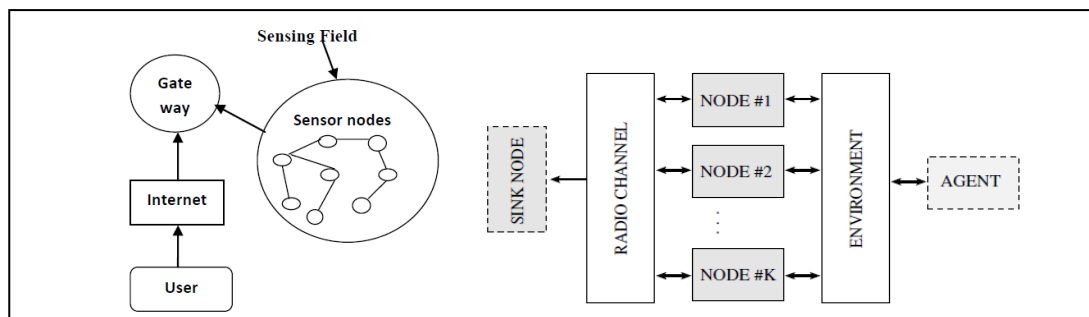 Sensing Field
Gate
way
Sensor nodes
Internet
User
SINK NODE
RADIO CHANNEL
NODE #1
NODE #2
NODE #K
ENVIRONMENT
AGENT